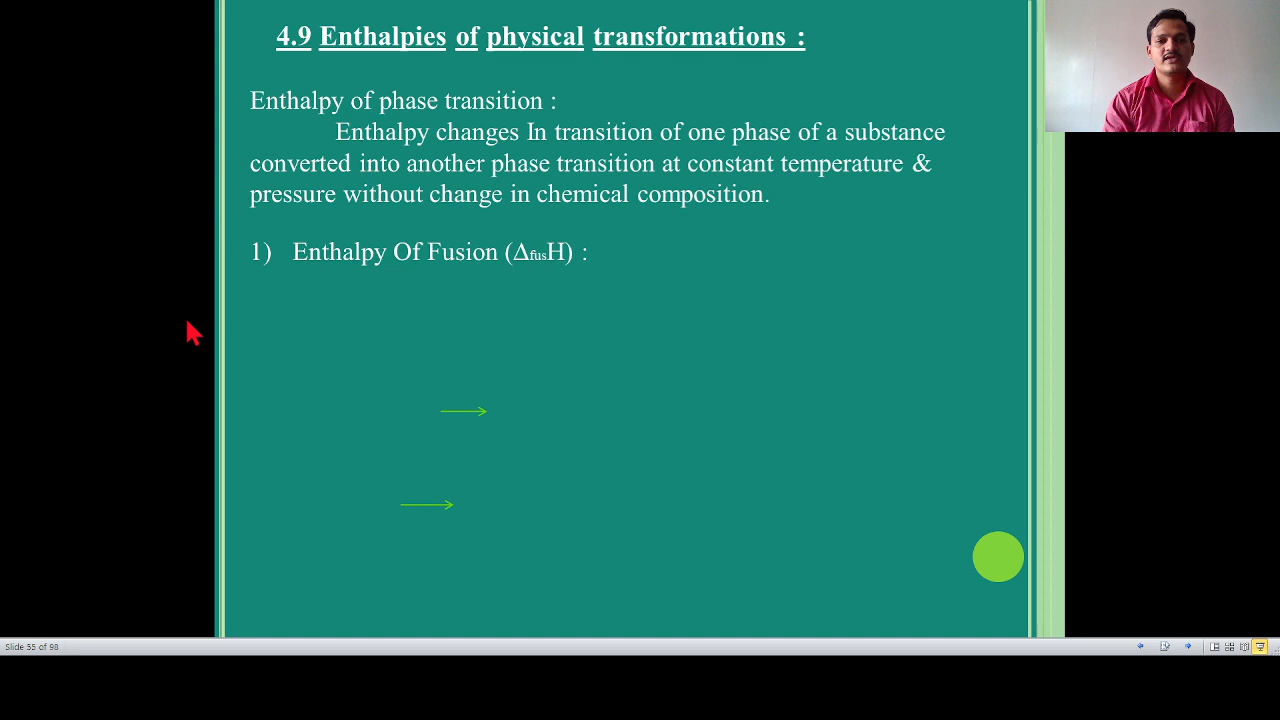 4.9 Enthalpies of physical transformations :
Enthalpy of phase transition :
Enthalpy changes In transition of one phase of a substance
converted into another phase transition at constant temperature &
pressure without change in chemical composition.
1) Enthalpy Of Fusion (ΔfusH) :
Slide 55 of 98